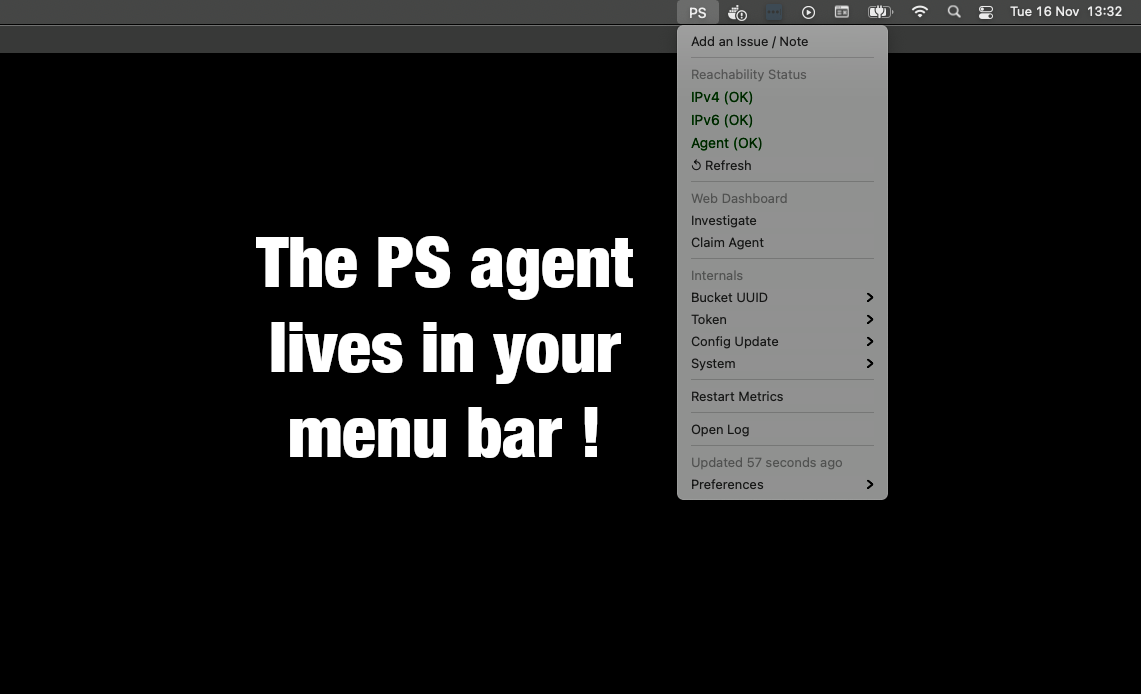 PS
Tue 16 Nov 13:32
Add an Issue / Note
Reachability Status
IPv4 (OK)
IPv6 (OK)
Agent (OK)
Refresh
Web Dashboard
Investigate
Claim Agent
Internals
Bucket UUID
Token
Config Update
System
Restart Metrics
Open Log
Updated 57 seconds ago
Preferences
The PS agent
lives in your
menu bar !